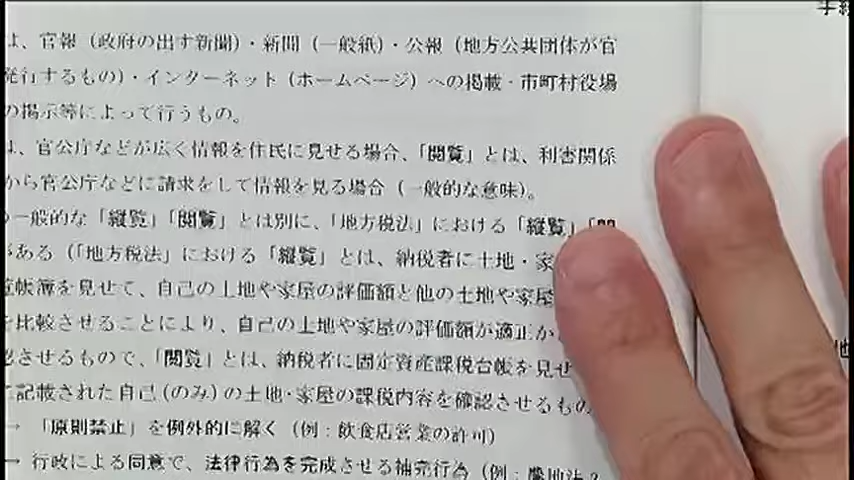 は、官報（政府の出す新聞）・新聞（一般紙）・公報（地方公共団体が官
発行するもの）・インターネット（ホームページ）への掲載・市町村役場
の掲示等によって行うもの。
は、官公庁などが広く情報を住民に見せる場合、「閲覧」とは、利害関係
から官公庁などに請求をして情報を見る場合（一般的な意味）。
一般的な「縦覧」「閲覧」とは別に、「地方税法」における「縦覧」「閲
がある（「地方税法」における「縦覧」とは、納税者に土地・家
帳簿を見せて、自己の土地や家屋の評価額と他の土地や家屋
を比較させることにより、自己の土地や家屋の評価額が適正か
認させるもので、「閲覧」とは、納税者に固定資産課税台帳を見せ
に記載された自己（のみ）の土地・家屋の課税内容を確認させるもの
→ 「原則禁止」を例外的に解く（例：飲食店営業の許可）
→ 行政による同意で、法律行為を完成させる補充行為（例：農地法